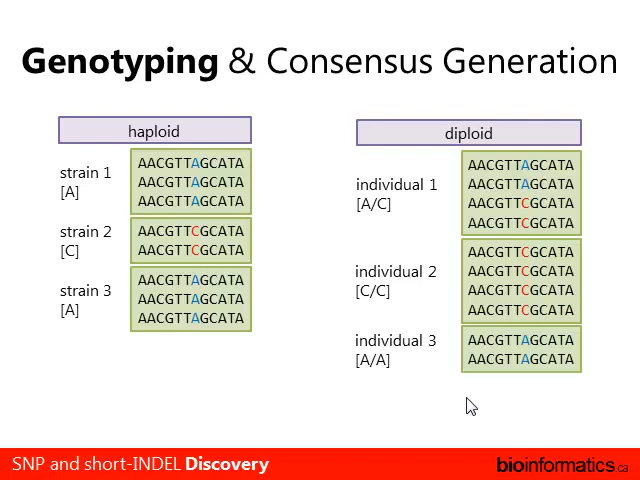 Genotyping & Consensus Generation
haploid
strain 1
[A]
AACGTTAGCATA
AACGTTAGCATA
AACGTTAGCATA
strain 2
[C]
AACGTTCGCATA
AACGTTCGCATA
strain 3
[A]
AACGTTAGCATA
AACGTTAGCATA
AACGTTAGCATA
diploid
individual 1
[A/C]
AACGTTAGCATA
AACGTTAGCATA
AACGTTCGCATA
AACGTTCGCATA
individual 2
[C/C]
AACGTTCGCATA
AACGTTCGCATA
AACGTTCGCATA
AACGTTCGCATA
individual 3
[A/A]
AACGTTAGCATA
AACGTTAGCATA
SNP and short-INDEL Discovery
bioinformatics.ca